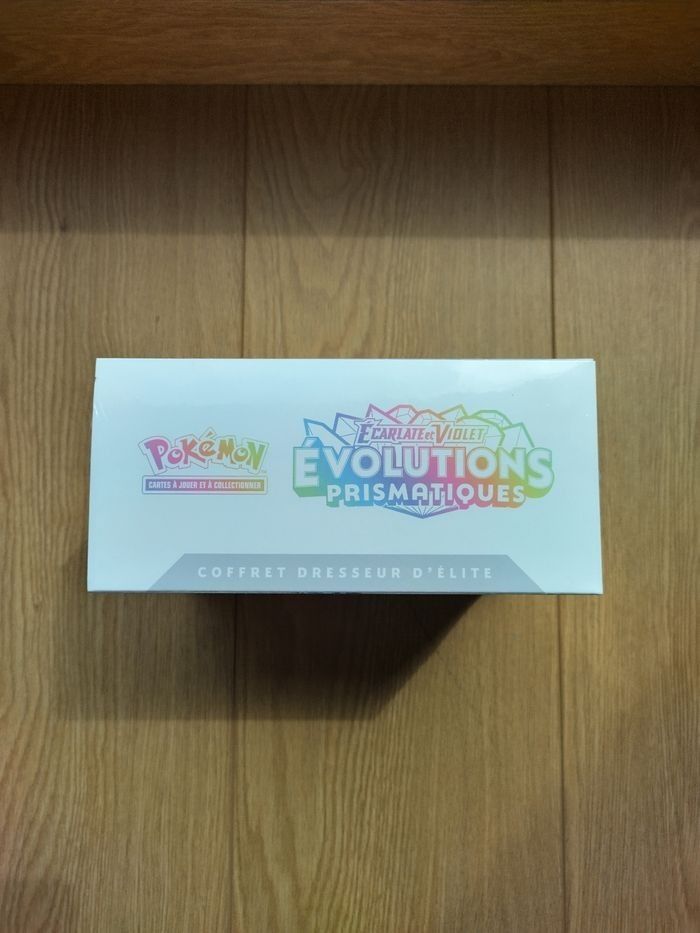 POKéMON
CARTES À JOUER ET À COLLECTIONNER
ÉCARLATE ET VIOLET
ÉVOLUTIONS
PRISMATIQUES
COFFRET DRESSEUR D'ÉLITE